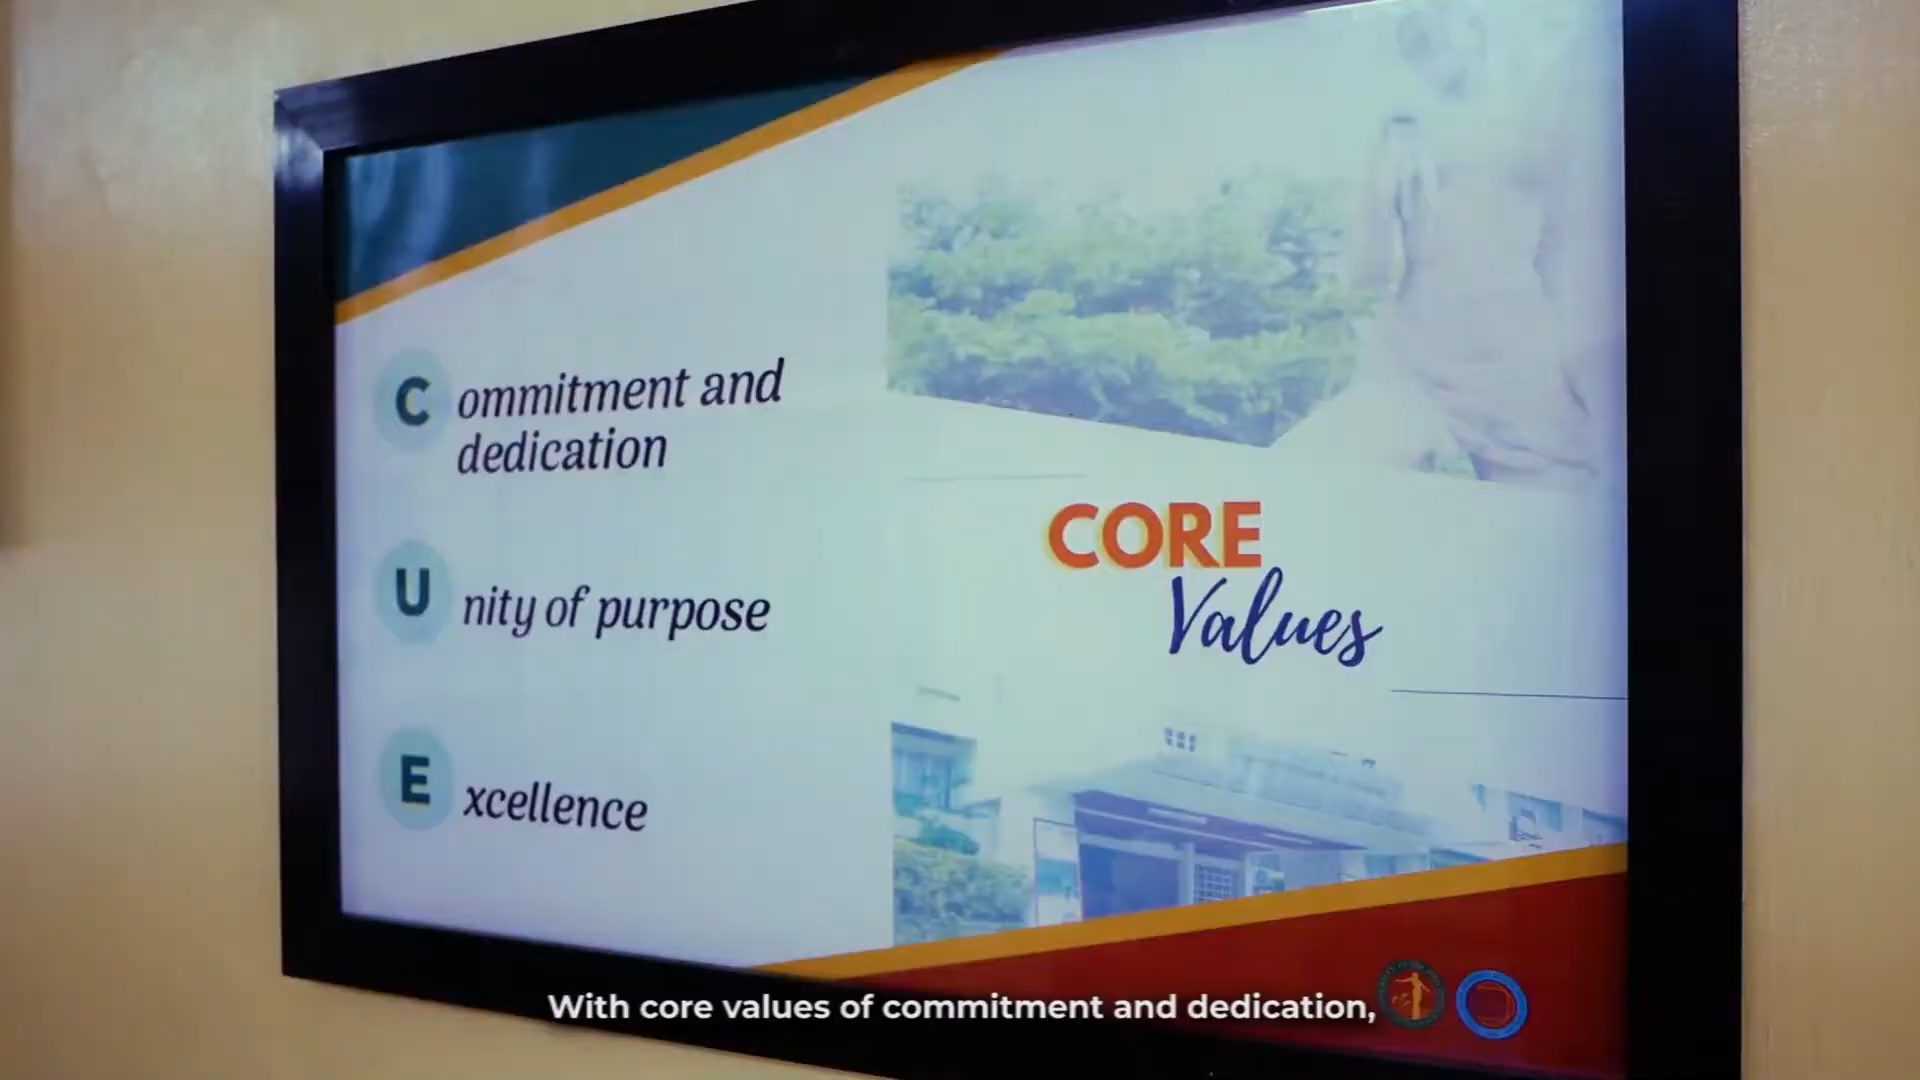 C ommitment and
dedication
U nity of purpose
E xcellence
CORE
Values
With core values of commitment and dedication,